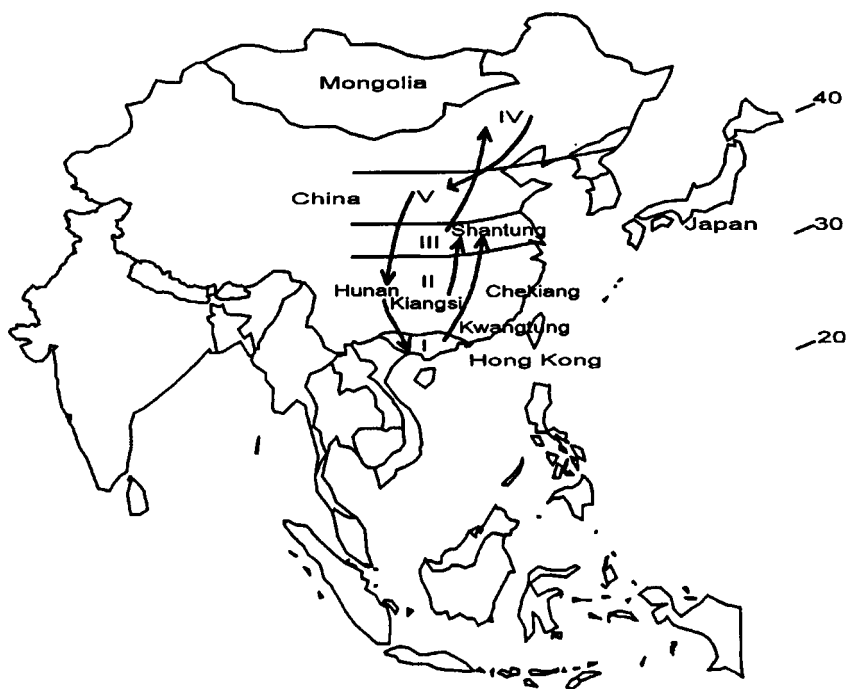 Mongolia
40
IV
China
V
30
Japan
Shantung
III
II
Hunan
Kiangsi
Chekiang
Kwangtung
20
I
Hong Kong